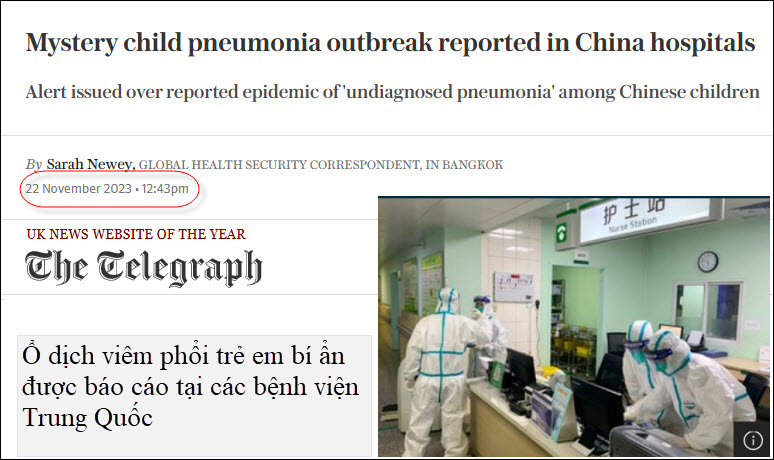 Mystery child pneumonia outbreak reported in China hospitals
Alert issued over reported epidemic of 'undiagnosed pneumonia' among Chinese children
By Sarah Newey, GLOBAL HEALTH SECURITY CORRESPONDENT, IN BANGKOK
22 November 2023 • 12:43pm
UK NEWS WEBSITE OF THE YEAR
The Telegraph
Ổ dịch viêm phổi trẻ em bí ẩn
được báo cáo tại các bệnh viện
Trung Quốc
护士站
Nurse Station